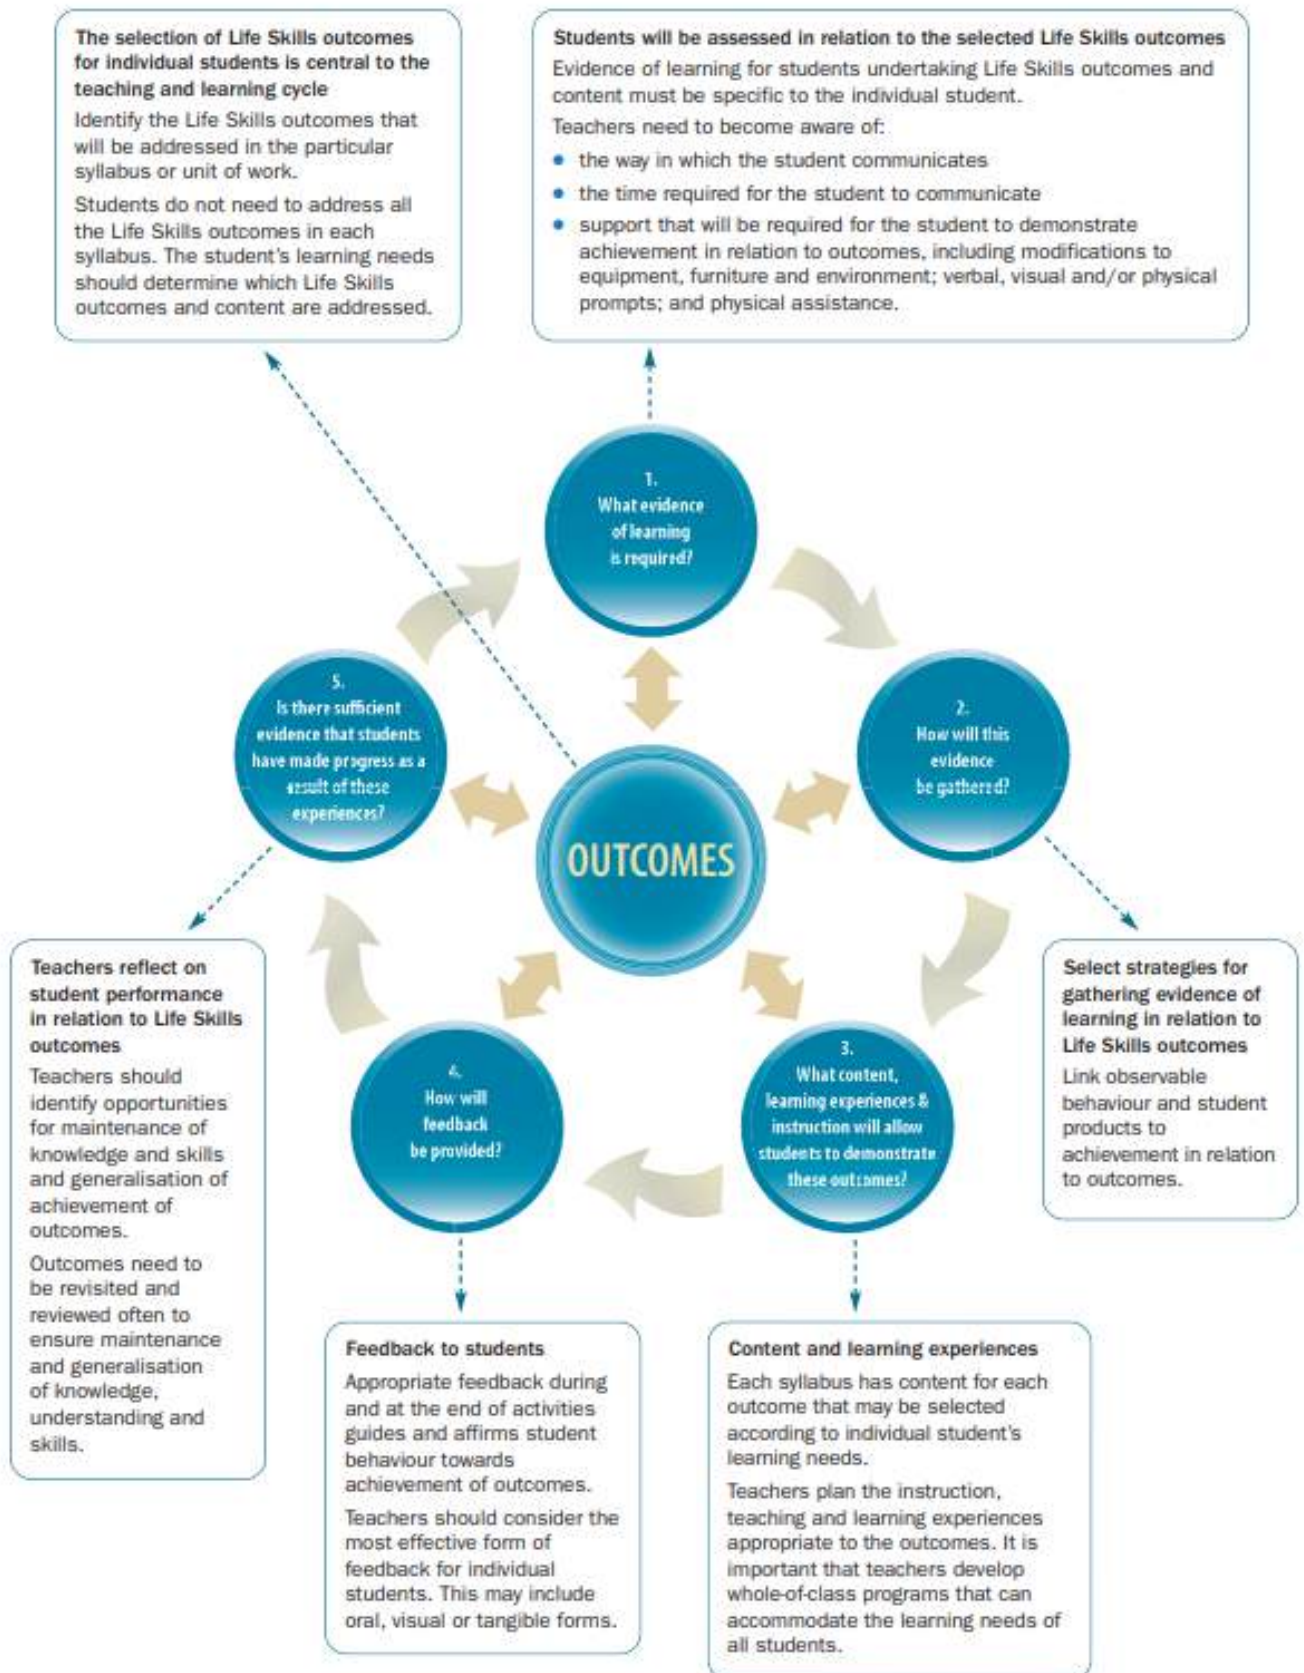 The selection of Life Skills outcomes
for individual students is central to the
teaching and learning cycle
Identify the Life Skills outcomes that
will be addressed in the particular
syllabus or unit of work.
Students do not need to address all
the Life Skills outcomes in each
syllabus. The student's learning needs
should determine which Life Skills
outcomes and content are addressed.
Students will be assessed in relation to the selected Life Skills outcomes
Evidence of learning for students undertaking Life Skills outcomes and
content must be specific to the individual student.
Teachers need to become aware of:
• the way in which the student communicates
• the time required for the student to communicate
• support that will be required for the student to demonstrate
achievement in relation to outcomes, including modifications to
equipment, furniture and environment; verbal, visual and/or physical
prompts; and physical assistance.
1.
What evidence
of learning
is required?
2.
How will this
evidence
be gathered?
3.
What content,
learning experiences &
instruction will allow
students to demonstrate
these outcomes?
4.
How will
feedback
be provided?
5.
Is there sufficient
evidence that students
have made progress as a
result of these
experiences?
OUTCOMES
Teachers reflect on
student performance
in relation to Life Skills
outcomes
Teachers should
identify opportunities
for maintenance of
knowledge and skills
and generalisation of
achievement of
outcomes.
Outcomes need to
be revisited and
reviewed often to
ensure maintenance
and generalisation
of knowledge,
understanding and
skills.
Select strategies for
gathering evidence of
learning in relation to
Life Skills outcomes
Link observable
behaviour and student
products to
achievement in relation
to outcomes.
Feedback to students
Appropriate feedback during
and at the end of activities
guides and affirms student
behaviour towards
achievement of outcomes.
Teachers should consider the
most effective form of
feedback for individual
students. This may include
oral, visual or tangible forms.
Content and learning experiences
Each syllabus has content for each
outcome that may be selected
according to individual student's
learning needs.
Teachers plan the instruction,
teaching and learning experiences
appropriate to the outcomes. It is
important that teachers develop
whole-of-class programs that can
accommodate the learning needs of
all students.